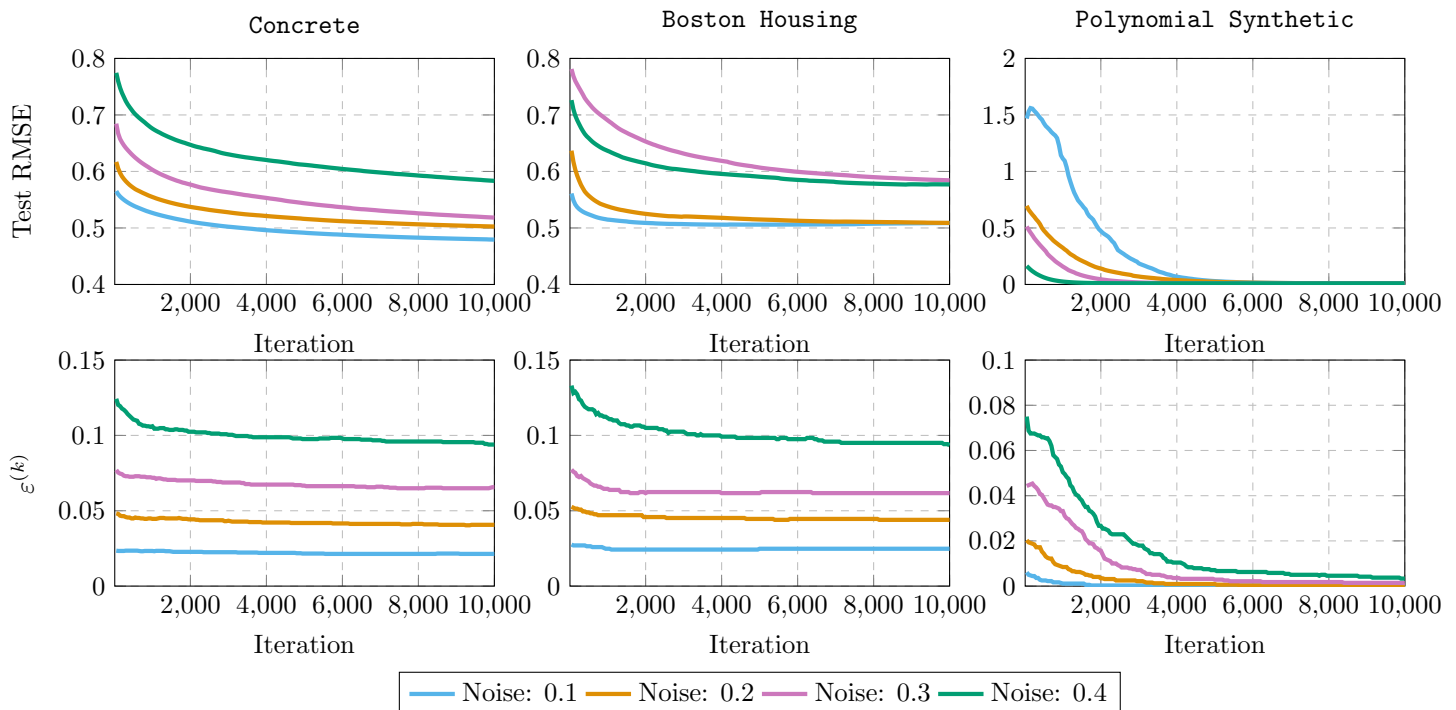 Concrete
Boston Housing
Polynomial Synthetic
Test RMSE
0.8
0.7
0.6
0.5
0.4
2,000 4,000 6,000 8,000 10,000
Iteration
0.8
0.7
0.6
0.5
0.4
2,000 4,000 6,000 8,000 10,000
Iteration
2
1.5
1
0.5
0
2,000 4,000 6,000 8,000 10,000
Iteration
ε^(k)
0.15
0.1
0.05
0
2,000 4,000 6,000 8,000 10,000
Iteration
0.15
0.1
0.05
0
2,000 4,000 6,000 8,000 10,000
Iteration
0.1
0.08
0.06
0.04
0.02
0
2,000 4,000 6,000 8,000 10,000
Iteration
Noise: 0.1 Noise: 0.2 Noise: 0.3 Noise: 0.4